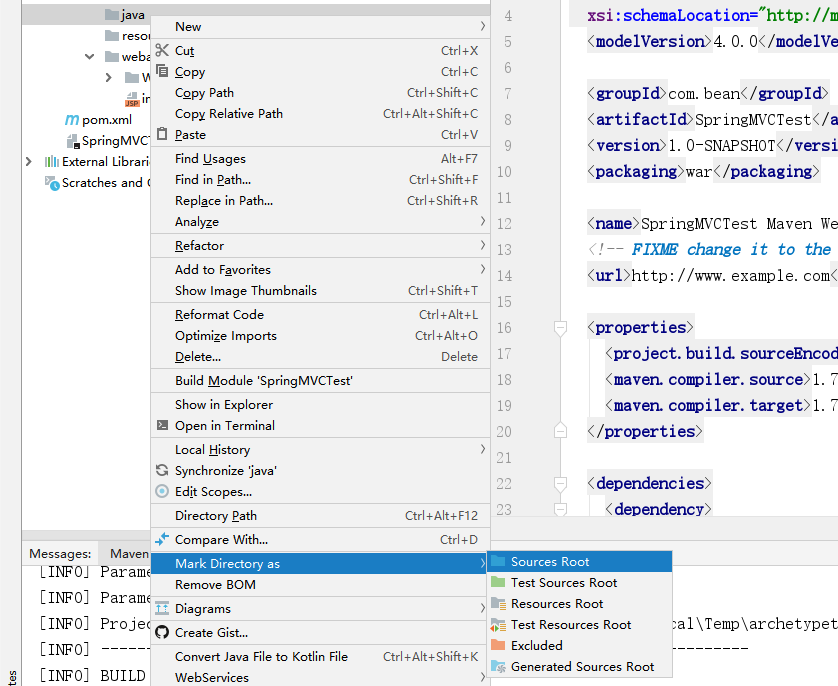 java
resou
weba
W
in
pom.xml
SpringMVCT
External Librarie
Scratches and C
New
Cut Ctrl+X
Copy Ctrl+C
Copy Path Ctrl+Shift+C
Copy Relative Path Ctrl+Alt+Shift+C
Paste Ctrl+V
Find Usages Alt+F7
Find in Path... Ctrl+Shift+F
Replace in Path... Ctrl+Shift+R
Analyze
Refactor
Add to Favorites
Show Image Thumbnails Ctrl+Shift+T
Reformat Code Ctrl+Alt+L
Optimize Imports Ctrl+Alt+O
Delete... Delete
Build Module 'SpringMVCTest'
Show in Explorer
Open in Terminal
Local History
Synchronize 'java'
Edit Scopes...
Directory Path Ctrl+Alt+F12
Compare With... Ctrl+D
Mark Directory as
Remove BOM
Diagrams
Create Gist...
Convert Java File to Kotlin File Ctrl+Alt+Shift+K
WebServices
Sources Root
Test Sources Root
Resources Root
Test Resources Root
Excluded
Generated Sources Root
4 xsi:schemaLocation="http://m
5 <modelVersion>4.0.0</modelVe
6
7 <groupId>com.bean</groupId>
8 <artifactId>SpringMVCTest</a
9 <version>1.0-SNAPSHOT</versi
10 <packaging>war</packaging>
11
12 <name>SpringMVCTest Maven We
13 <!-- FIXME change it to the
14 <url>http://www.example.com<
15
16 <properties>
17 <project.build.sourceEncod
18 <maven.compiler.source>1.7
19 <maven.compiler.target>1.7
20 </properties>
21
22 <dependencies>
23 <dependency>
Messages: Maven
[INFO] Parame
[INFO] Parame
[INFO] Projec cal\Temp\archetypet
[INFO] ------
[INFO] BUILD
tes